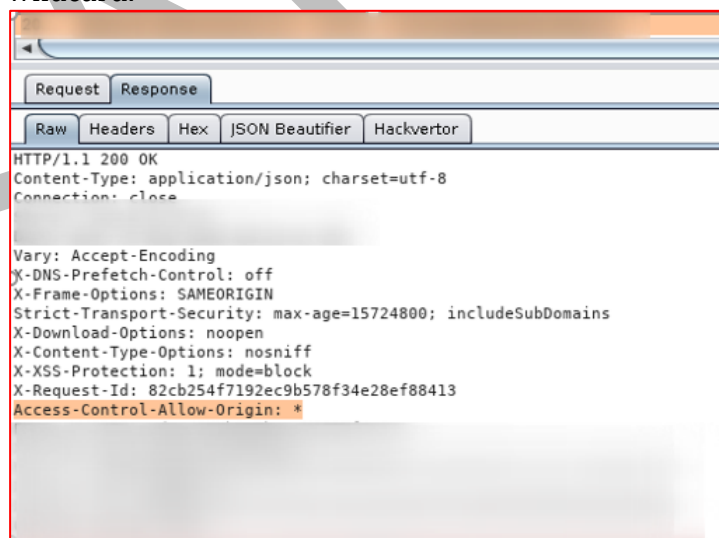 Request Response
Raw Headers Hex JSON Beautifier Hackvertor
HTTP/1.1 200 OK
Content-Type: application/json; charset=utf-8
Connection: close
Vary: Accept-Encoding
X-DNS-Prefetch-Control: off
X-Frame-Options: SAMEORIGIN
Strict-Transport-Security: max-age=15724800; includeSubDomains
X-Download-Options: noopen
X-Content-Type-Options: nosniff
X-XSS-Protection: 1; mode=block
X-Request-Id: 82cb254f7192ec9b578f34e28ef88413
Access-Control-Allow-Origin: *